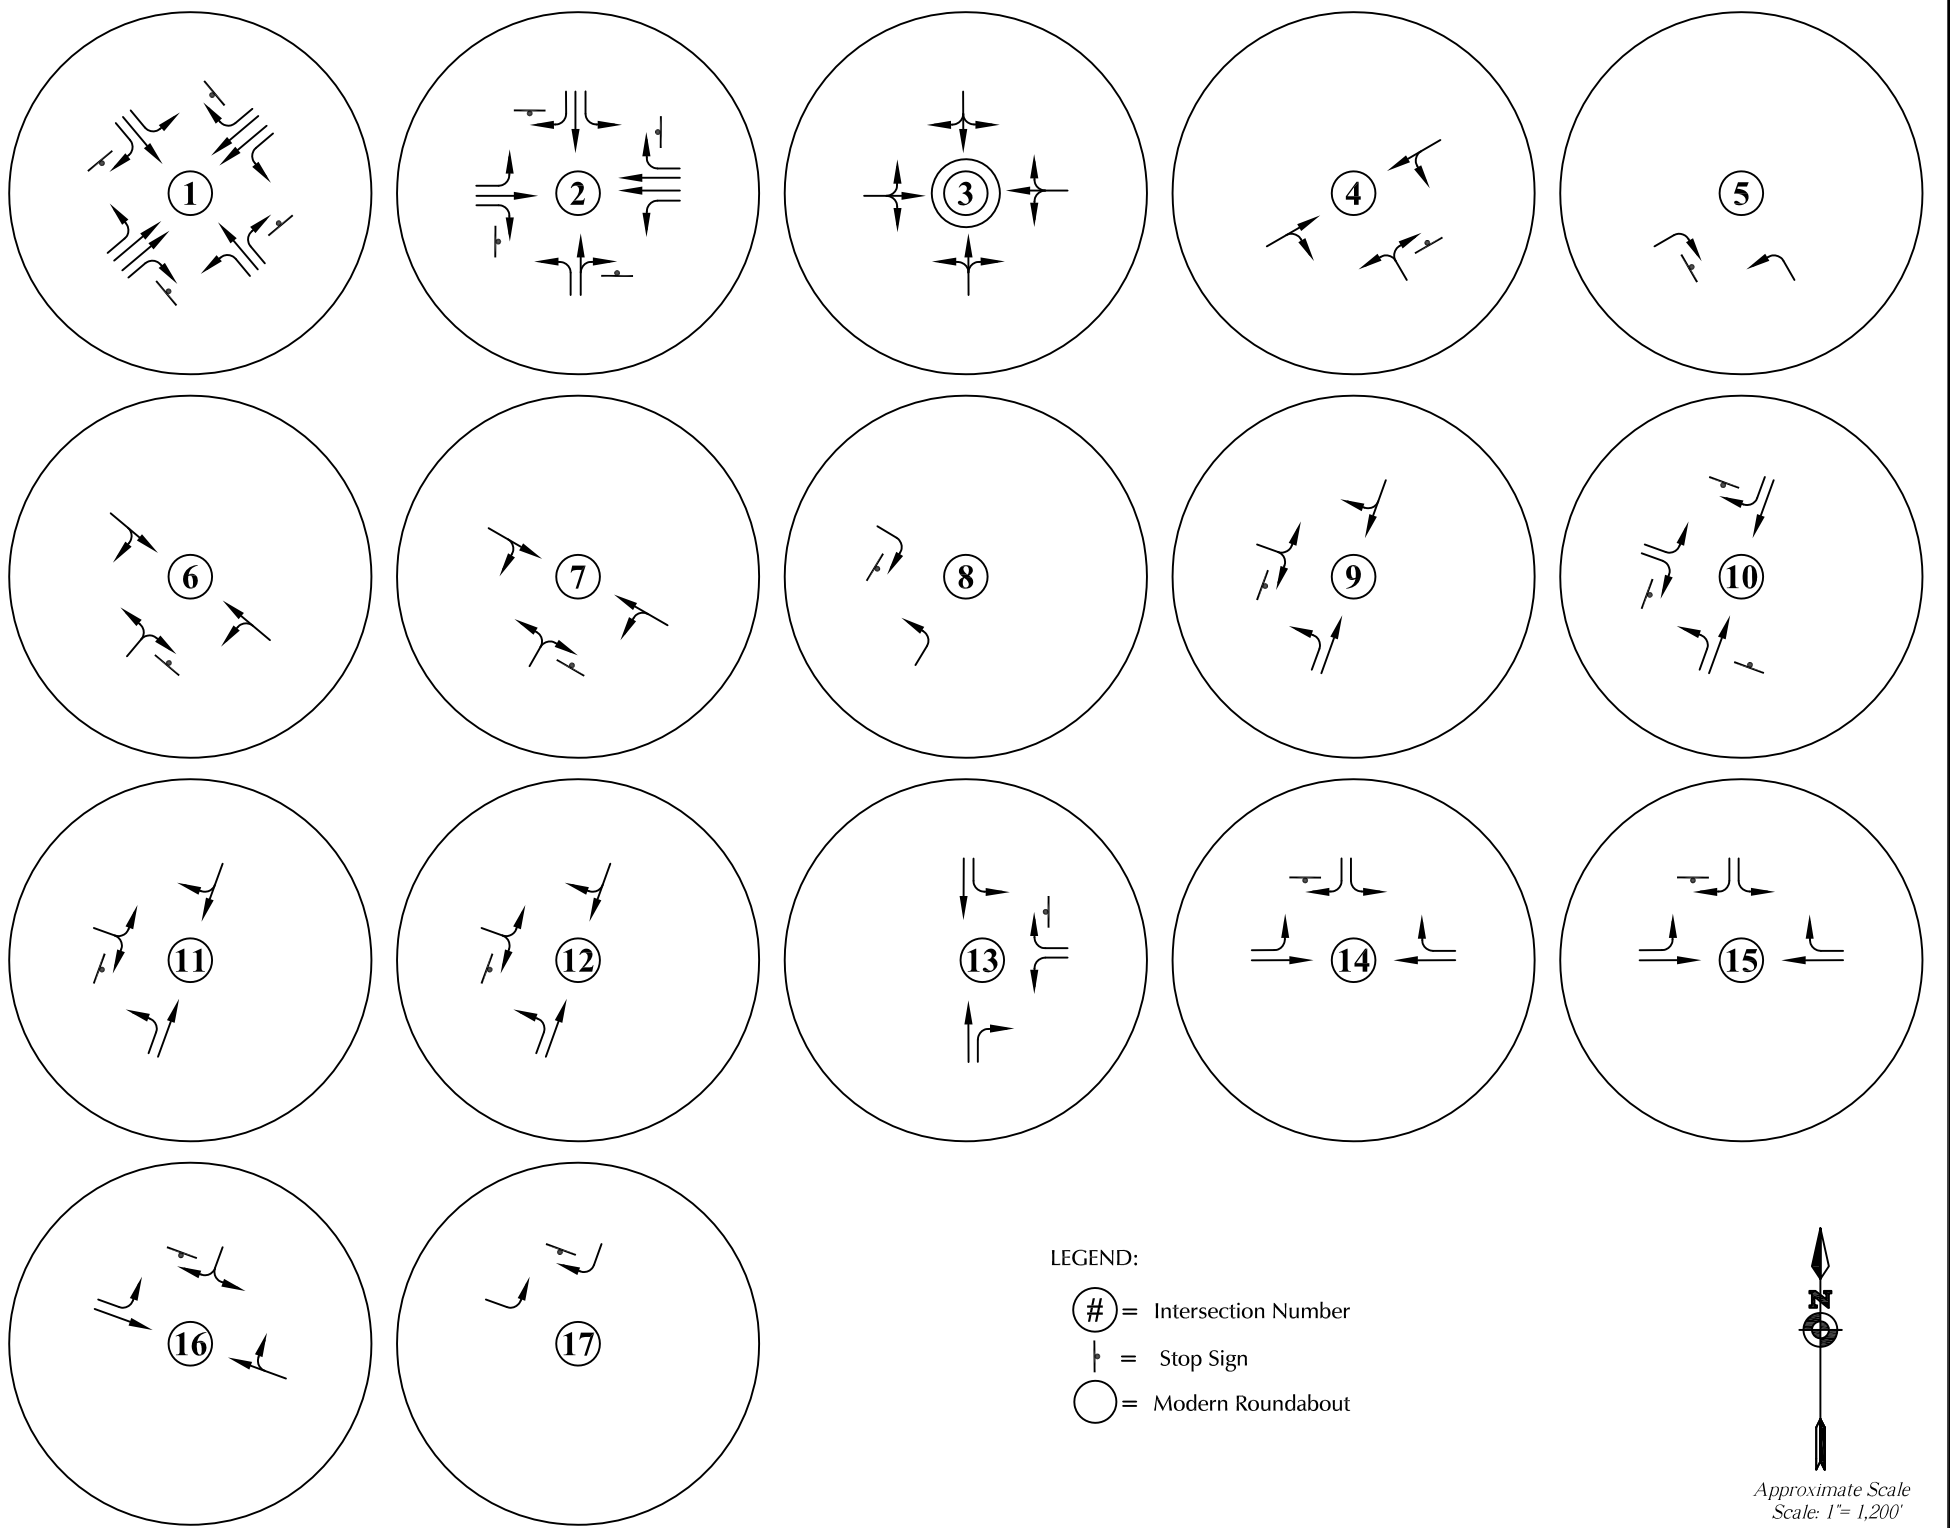 1 2 3 4 5
6 7 8 9 10
11 12 13 14 15
16 17
LEGEND:
# = Intersection Number
= Stop Sign
= Modern Roundabout
N
Approximate Scale
Scale: 1"= 1,200'